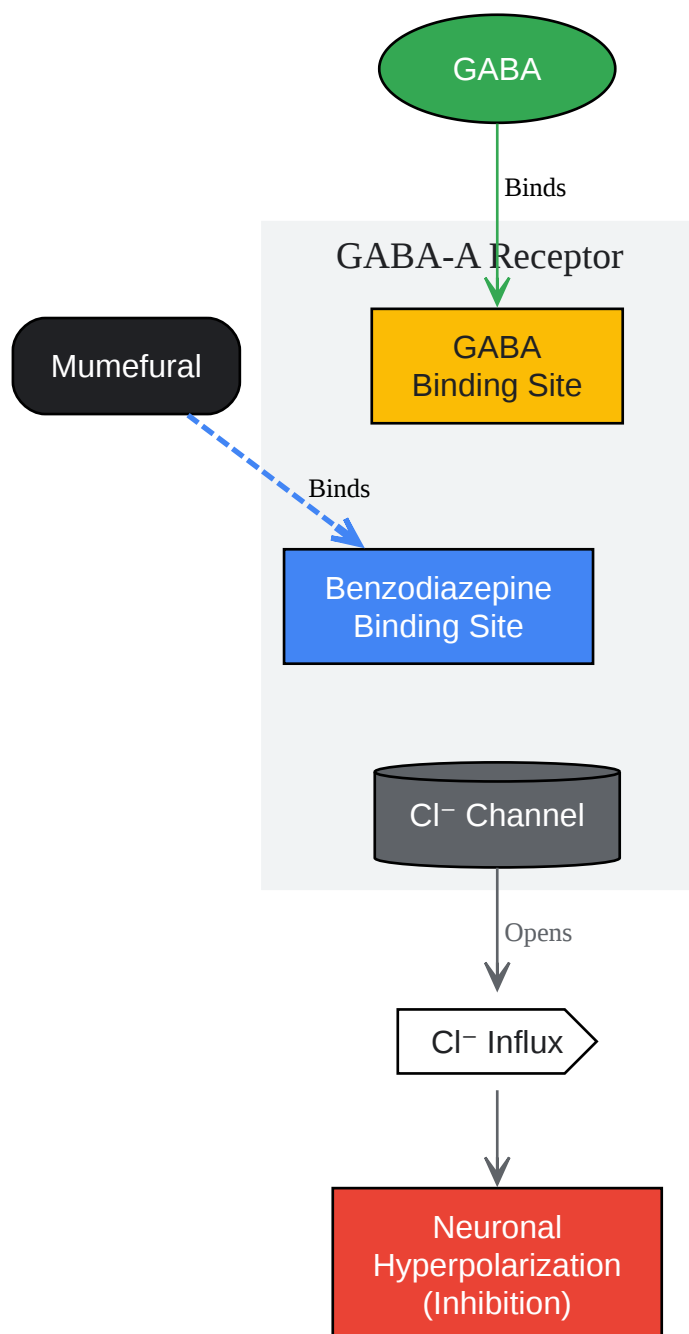 GABA
Binds
GABA-A Receptor
Mumefural
GABA
Binding Site
Binds
Benzodiazepine
Binding Site
Cl⁻ Channel
Opens
Cl⁻ Influx
Neuronal
Hyperpolarization
(Inhibition)